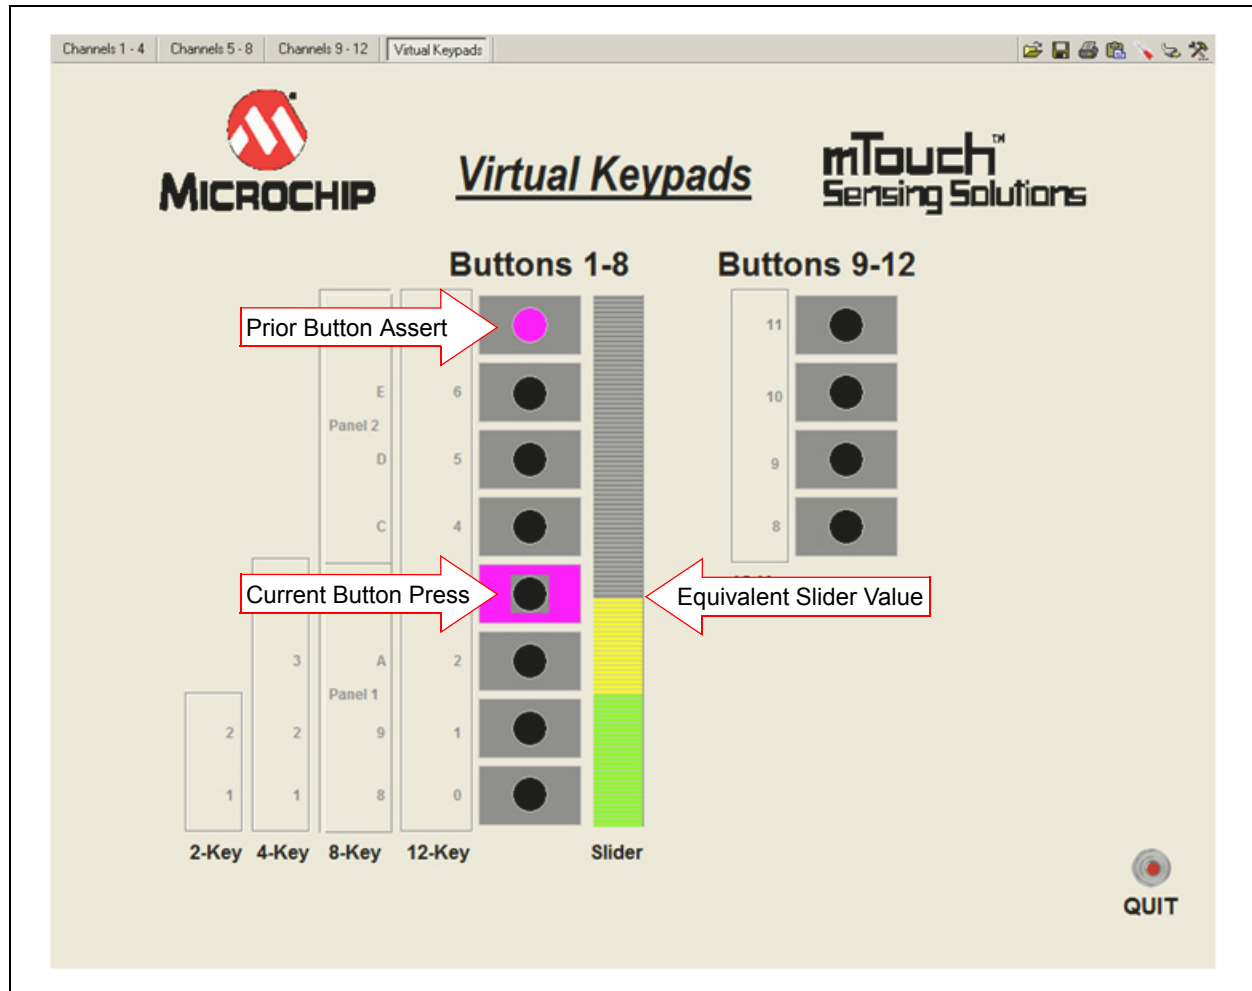 Channels 1 - 4 Channels 5 - 8 Channels 9 - 12 Virtual Keypads
MICROCHIP
Virtual Keypads
mTouch™
Sensing Solutions
Buttons 1-8
Buttons 9-12
Prior Button Assert
11
E 6
10
Panel 2
D 5
9
C 4
8
Current Button Press
Equivalent Slider Value
3 A 2
Panel 1
2 2 9 1
1 1 8 0
2-Key 4-Key 8-Key 12-Key Slider
QUIT